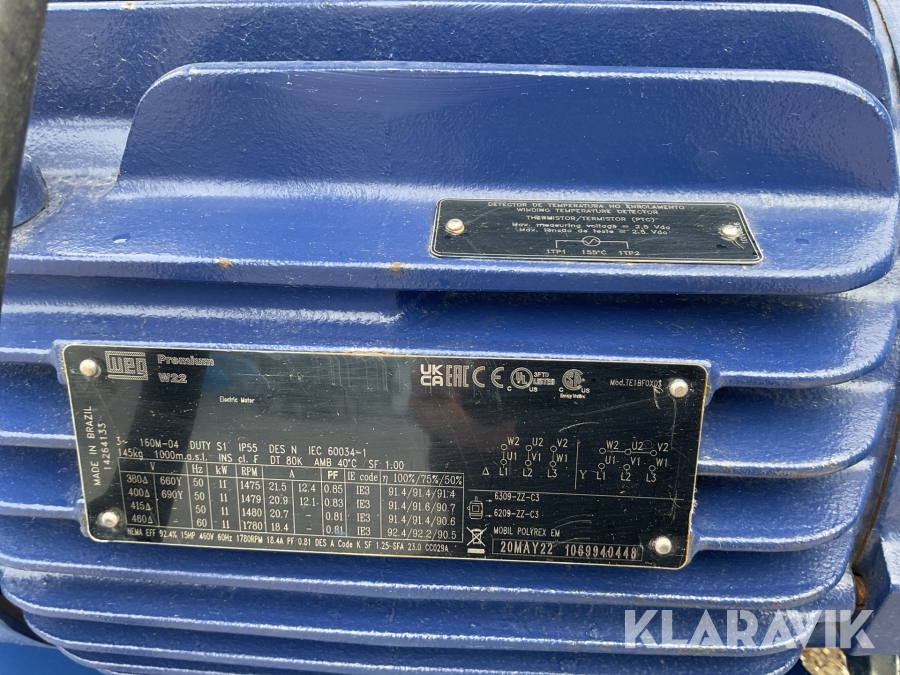 DETECTOR DE TEMPERATURA NO ENROLAMENTO
WINDING TEMPERATURE DETECTOR
THERMISTOR/TERMISTOR (PTC)
Max. measuring voltage = 2.5 Vdc
Max. tensão de teste = 2.5 Vdc
1TP1 155°C 1TP2
WEG Premium
W22
Electric Motor
UK CA EAC CE C UL US LISTED C US
Energy Verified
Mod.TE1BF0X0$
MADE IN BRAZIL
14264133
3~ 160M-04 DUTY S1 IP55 DES N IEC 60034-1
145kg 1000m.a.s.l. INS cl. F DT 80K AMB 40°C SF 1.00
V Hz kW RPM A PF IE code η 100%/75%/50%
380Δ 660Y 50 11 1475 21.5 12.4 0.85 IE3 91.4/91.4/91.4
400Δ 690Y 50 11 1479 20.9 12.1 0.83 IE3 91.4/91.6/90.7
415Δ - 50 11 1480 20.7 - 0.81 IE3 91.4/91.4/90.6
460Δ - 60 11 1780 18.4 - 0.81 IE3 92.4/92.2/90.5
NEMA EFF 92.4% 15HP 460V 60Hz 1780RPM 18.4A PF 0.81 DES A Code K SF 1.25 SFA 23.0 CC029A
W2 U2 V2 W2 U2 V2
U1 V1 W1 U1 V1 W1
Δ L1 L2 L3 Y L1 L2 L3
6309-ZZ-C3
6209-ZZ-C3
MOBIL POLYREX EM
20MAY22 1069940448
KLARAVIK